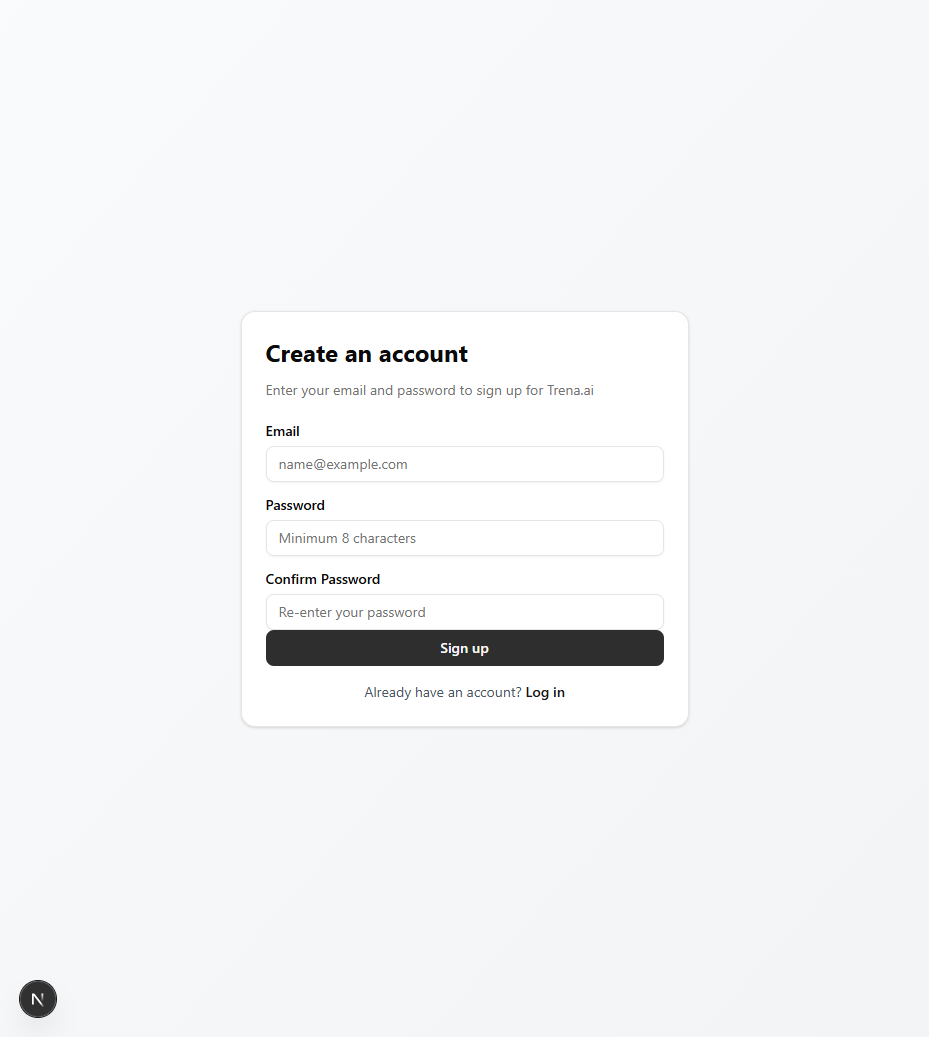 Create an account
Enter your email and password to sign up for Trena.ai
Email
name@example.com
Password
Minimum 8 characters
Confirm Password
Re-enter your password
Sign up
Already have an account? Log in
N